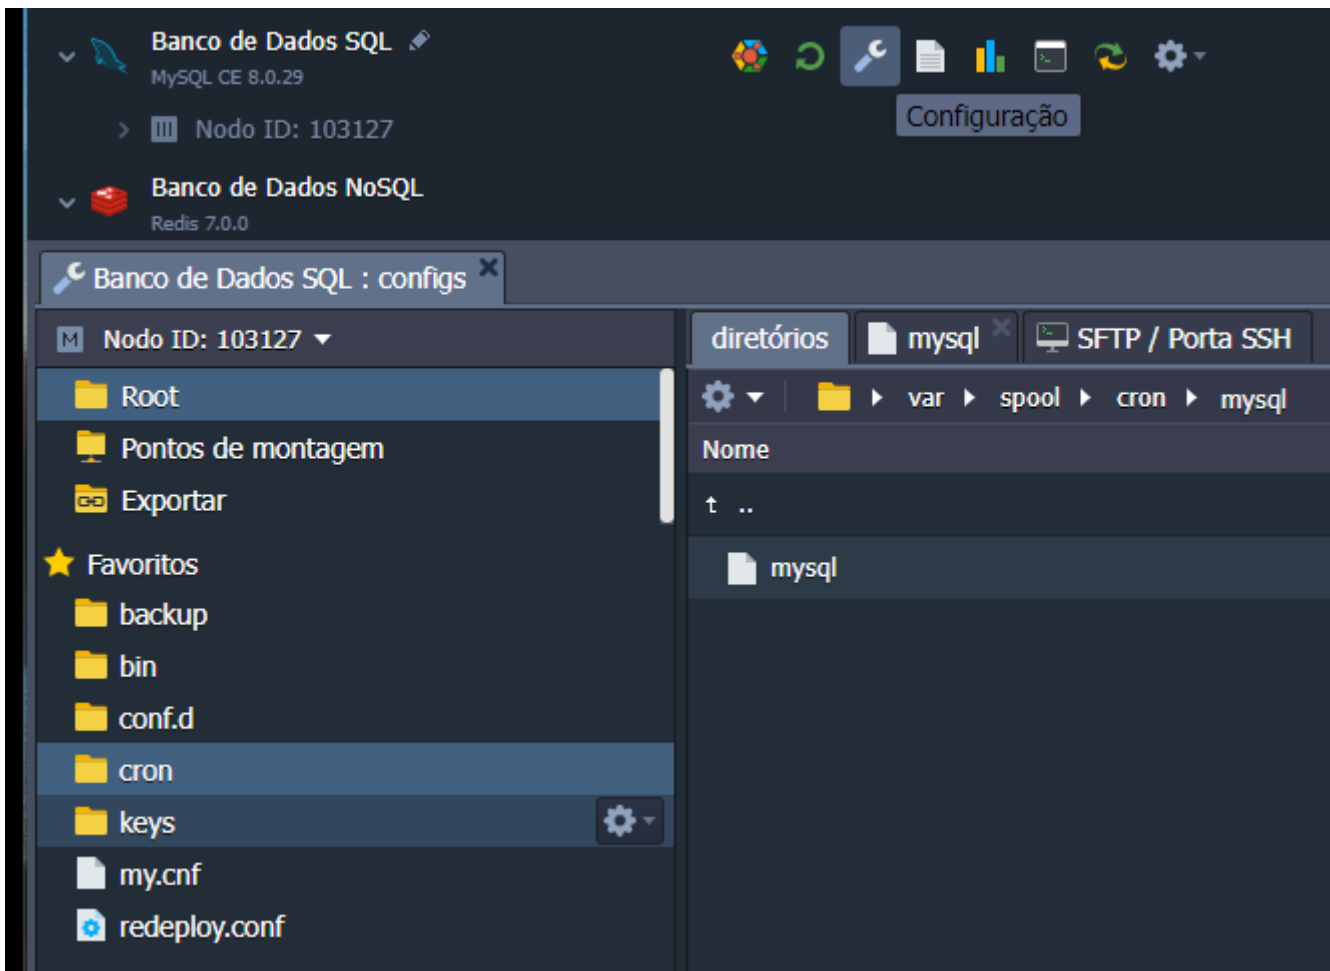 Banco de Dados SQL
MySQL CE 8.0.29
Configuração
Nodo ID: 103127
Banco de Dados NoSQL
Redis 7.0.0
Banco de Dados SQL : configs
Nodo ID: 103127
diretórios
mysql
SFTP / Porta SSH
Root
var spool cron mysql
Pontos de montagem
Nome
Exportar
..
Favoritos
mysql
backup
bin
conf.d
cron
keys
my.cnf
redeploy.conf